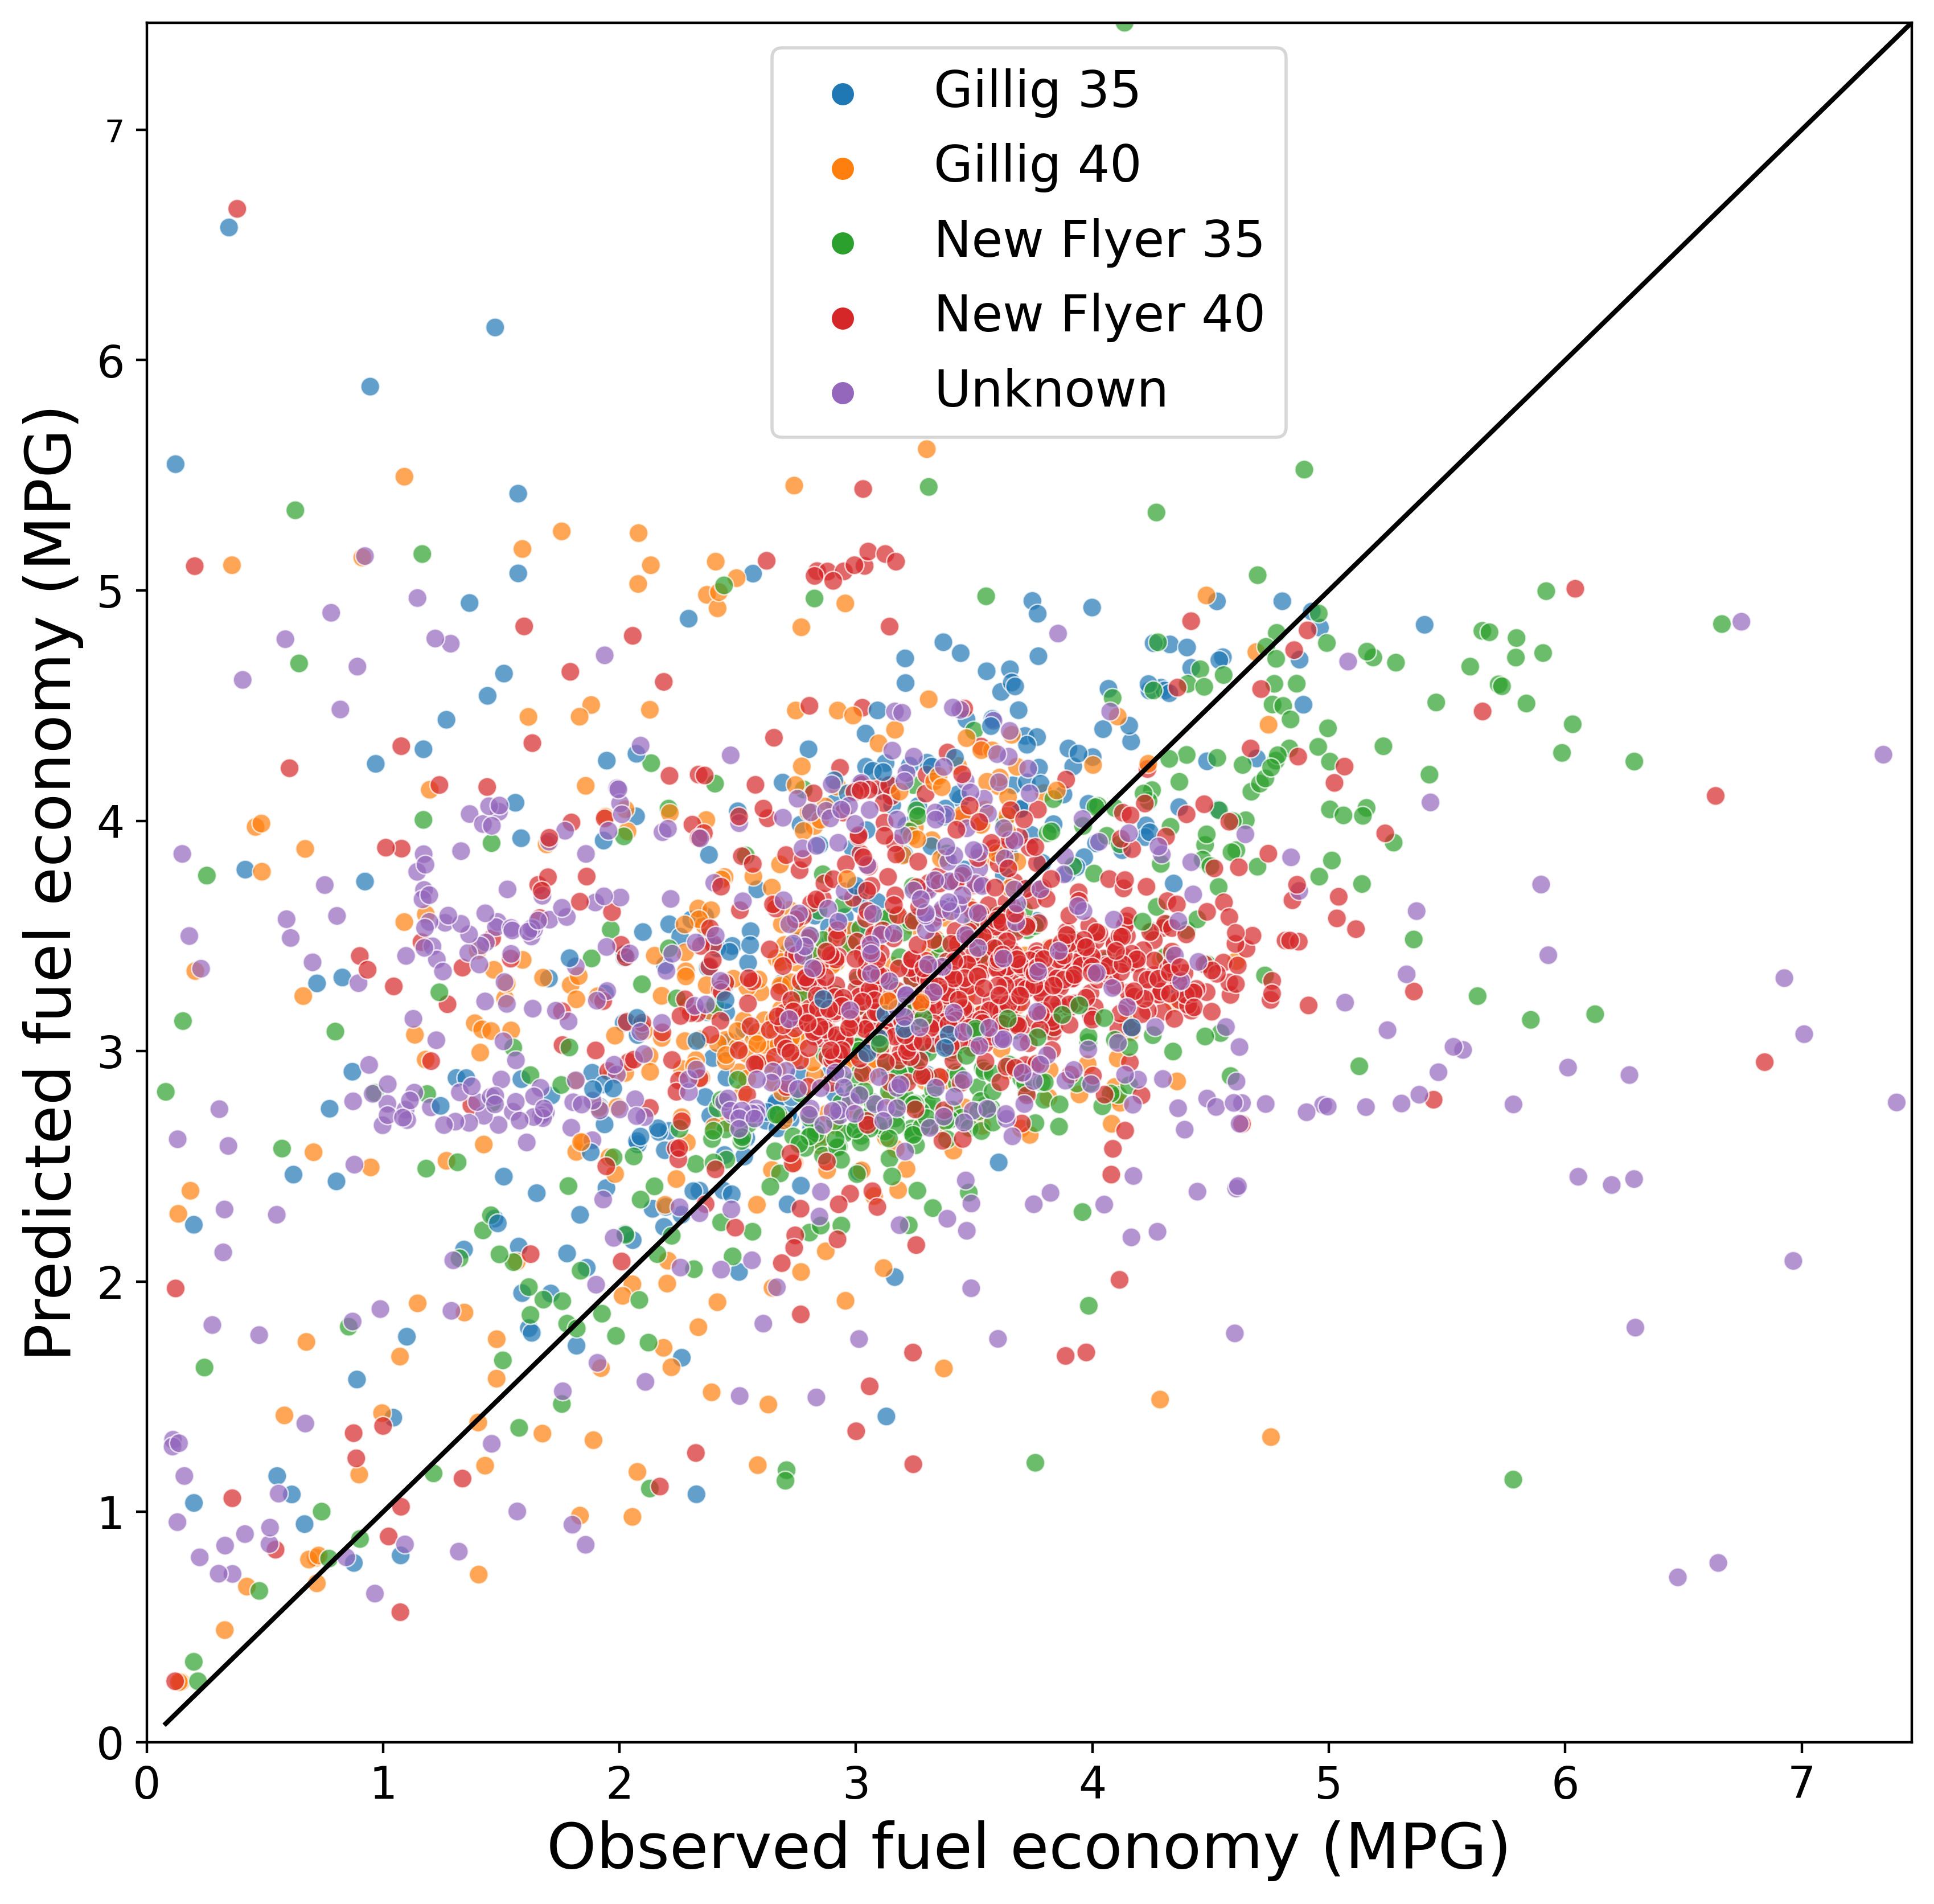 Gillig 35
Gillig 40
New Flyer 35
New Flyer 40
Unknown
Predicted fuel economy (MPG)
7
6
5
4
3
2
1
0
0 1 2 3 4 5 6 7
Observed fuel economy (MPG)